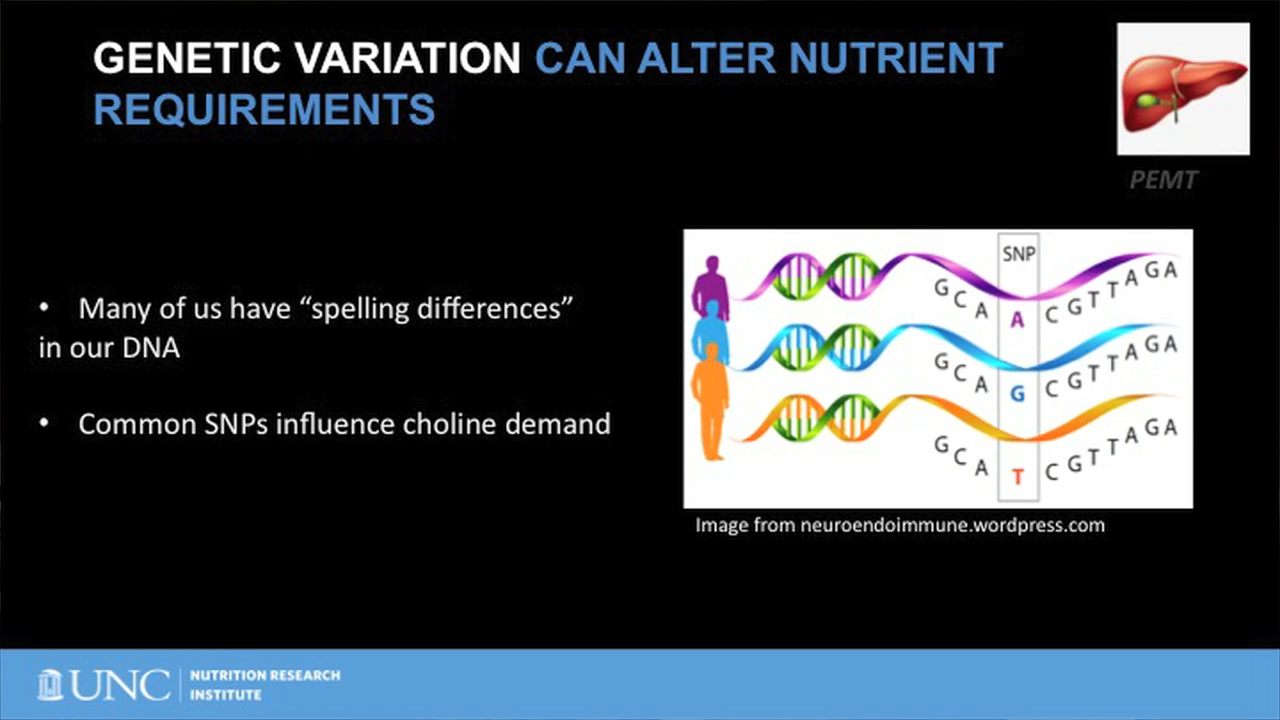 GENETIC VARIATION CAN ALTER NUTRIENT
REQUIREMENTS
PEMT
• Many of us have “spelling differences”
in our DNA
• Common SNPs influence choline demand
SNP
G C A A C G T T A G A
G C A G C G T T A G A
G C A T C G T T A G A
Image from neuroendoimmune.wordpress.com
UNC
NUTRITION RESEARCH
INSTITUTE